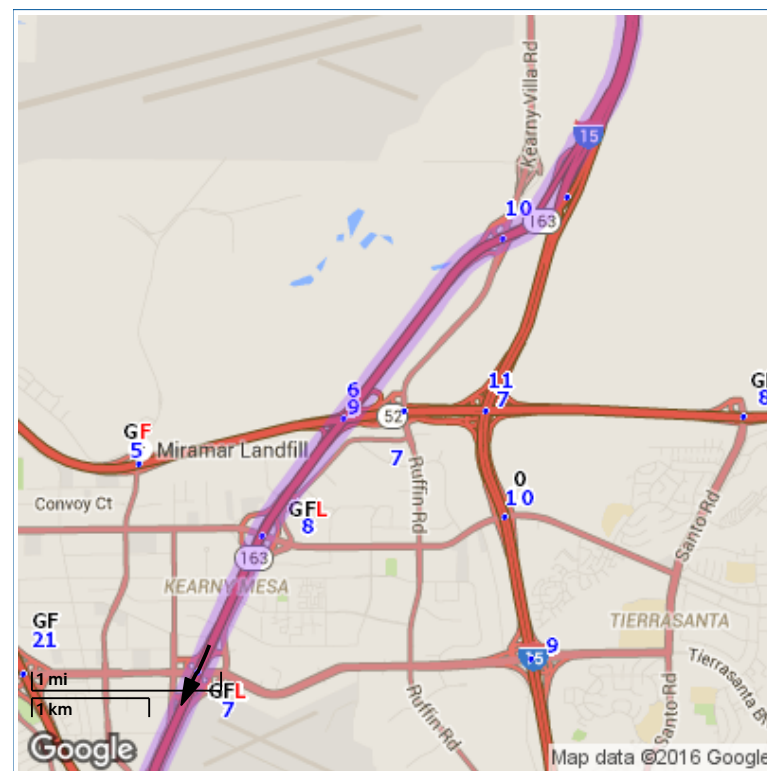 Kearny Villa Rd
15
10
163
6
9
11
7
52
8
GF
5
Miramar Landfill
7
Ruffin Rd
0
10
Convoy Ct
GFL
8
Santo Rd
163
KEARNY MESA
TIERRASANTA
GF
21
9
15
1 mi
1 km
GFL
7
Ruffin Rd
Santo Rd
Tierrasanta
Google
Map data ©2016 Google